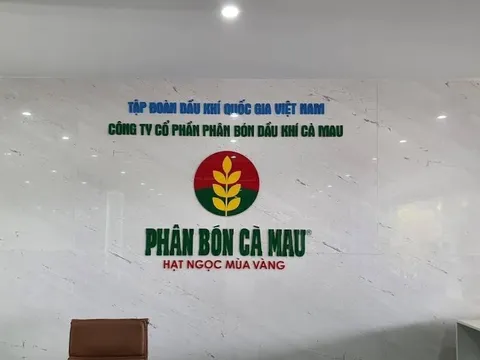 TẬP ĐOÀN DẦU KHÍ QUỐC GIA VIỆT NAM
CÔNG TY CỔ PHẦN PHÂN BÓN DẦU KHÍ CÀ MAU
PHÂN BÓN CÀ MAU®
HẠT NGỌC MÙA VÀNG